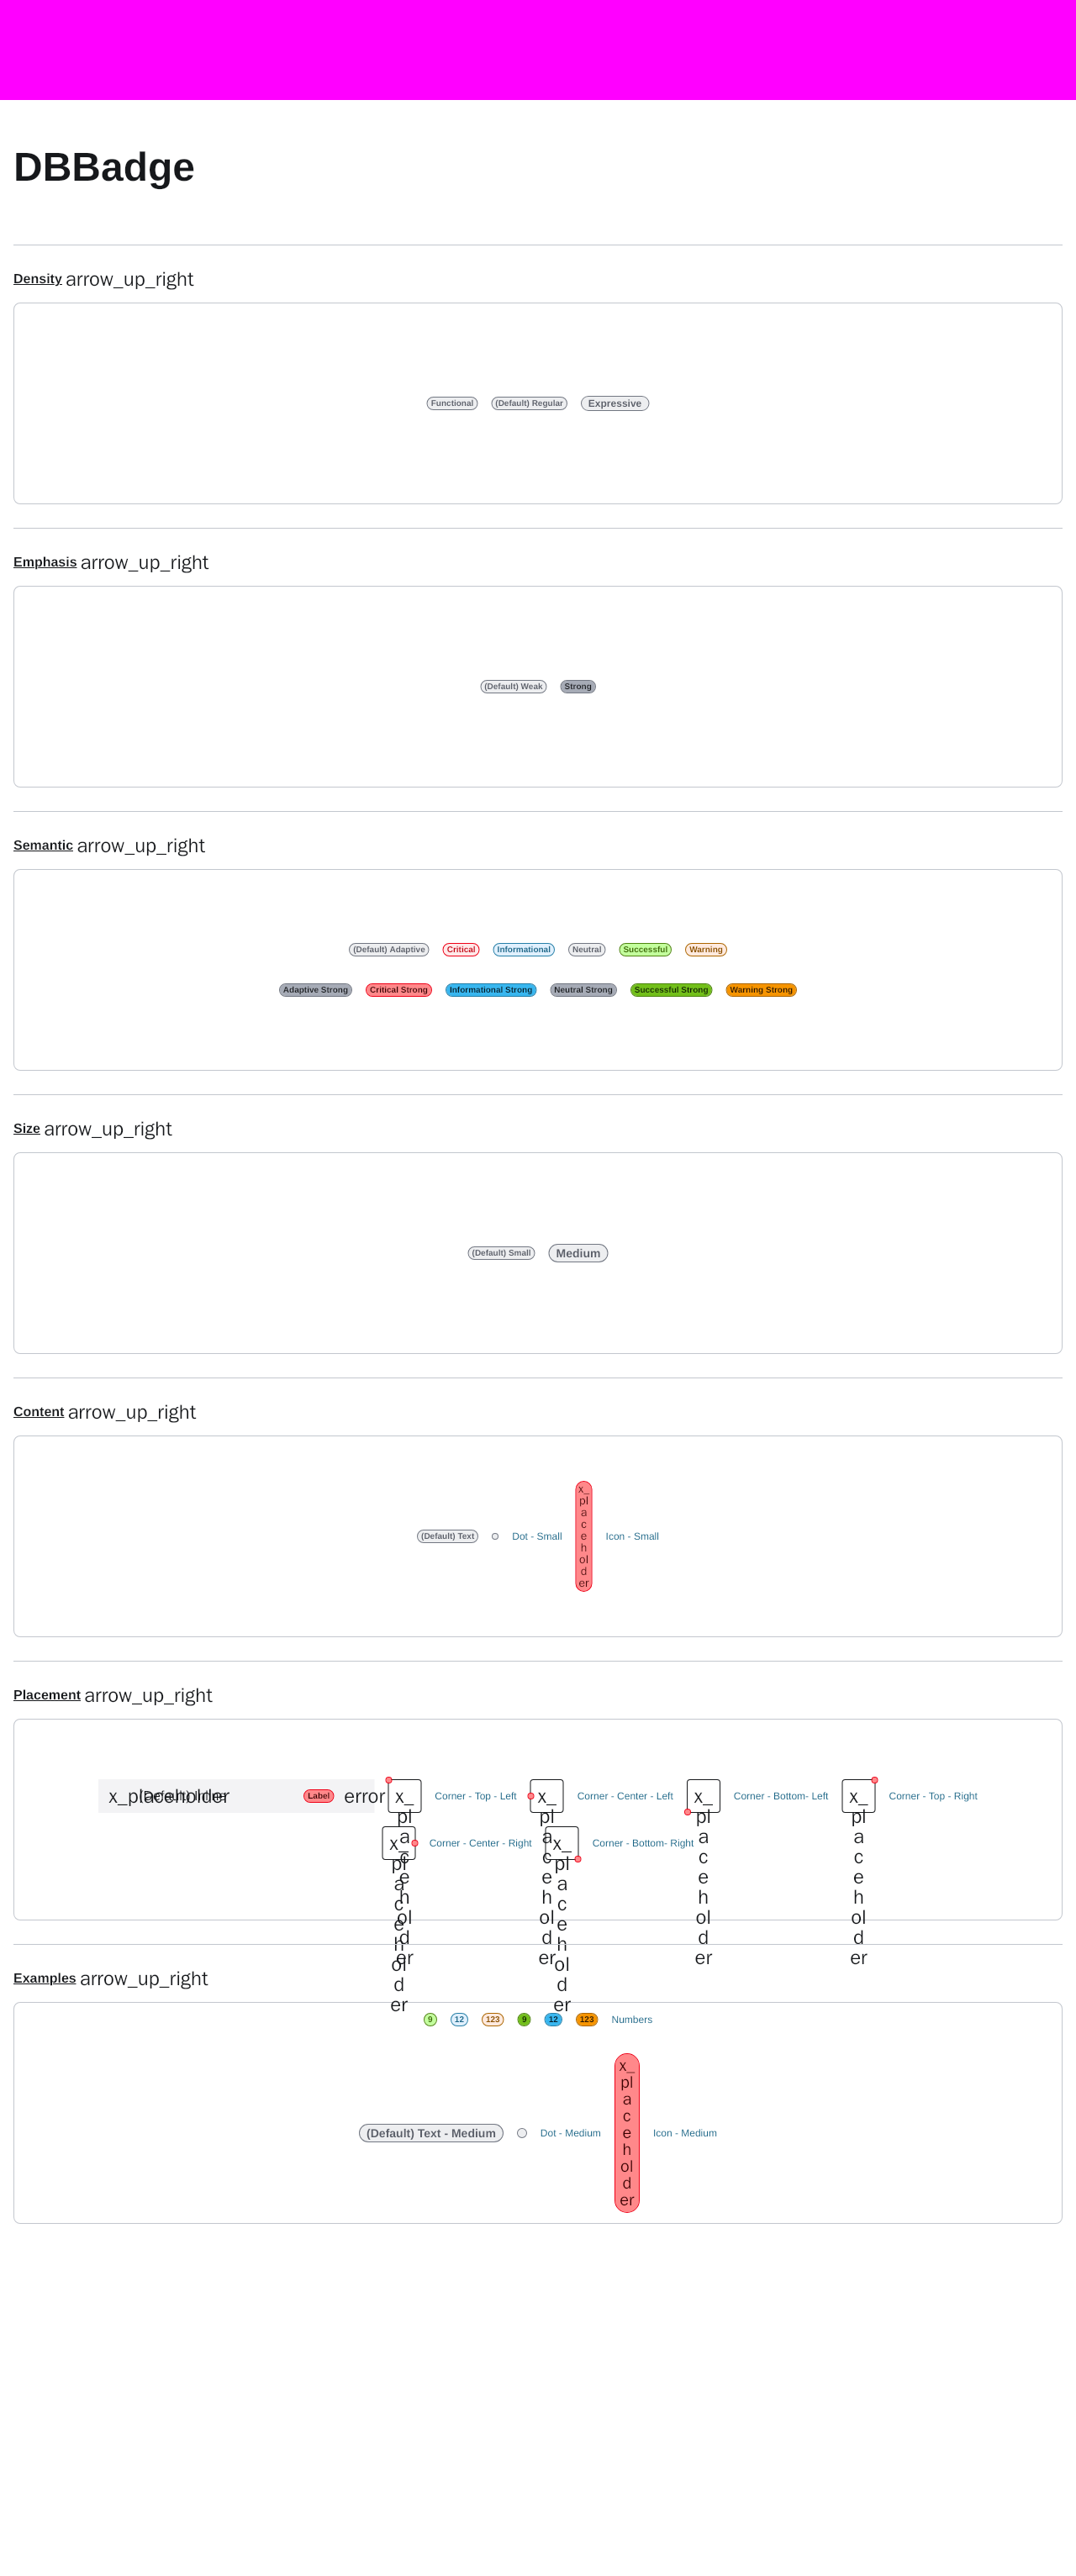 DBBadge
Density arrow_up_right
Functional (Default) Regular Expressive
Emphasis arrow_up_right
(Default) Weak Strong
Semantic arrow_up_right
(Default) Adaptive Critical Informational Neutral Successful Warning
Adaptive Strong Critical Strong Informational Strong Neutral Strong Successful Strong Warning Strong
Size arrow_up_right
(Default) Small Medium
Content arrow_up_right
(Default) Text Dot - Small x_placeholder Icon - Small
Placement arrow_up_right
x_placeholder (Default) Inline Label error x_placeholder Corner - Top - Left x_placeholder Corner - Center - Left x_placeholder Corner - Bottom- Left x_placeholder Corner - Top - Right
x_placeholder Corner - Center - Right x_placeholder Corner - Bottom- Right
Examples arrow_up_right
9 12 123 9 12 123 Numbers
(Default) Text - Medium Dot - Medium x_placeholder Icon - Medium